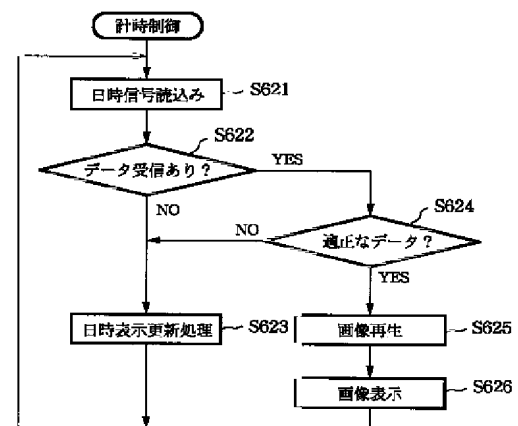 計時制御
日時信号読込み
S621
S622
データ受信あり？
YES
NO
S624
適正なデータ？
NO
YES
日時表示更新処理
S623
画像再生
S625
画像表示
S626